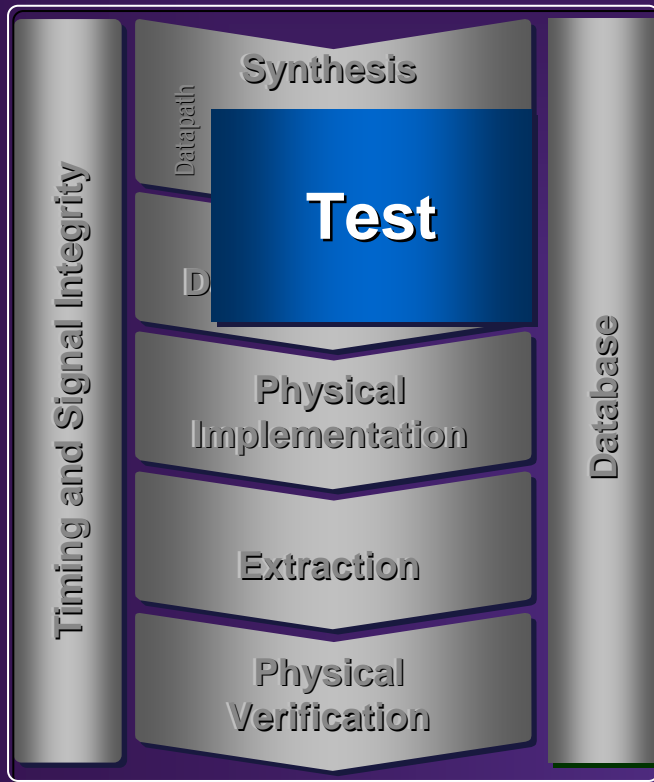 Synthesis
Datapath
Test
D
Physical
Implementation
Extraction
Physical
Verification
Timing and Signal Integrity
Database